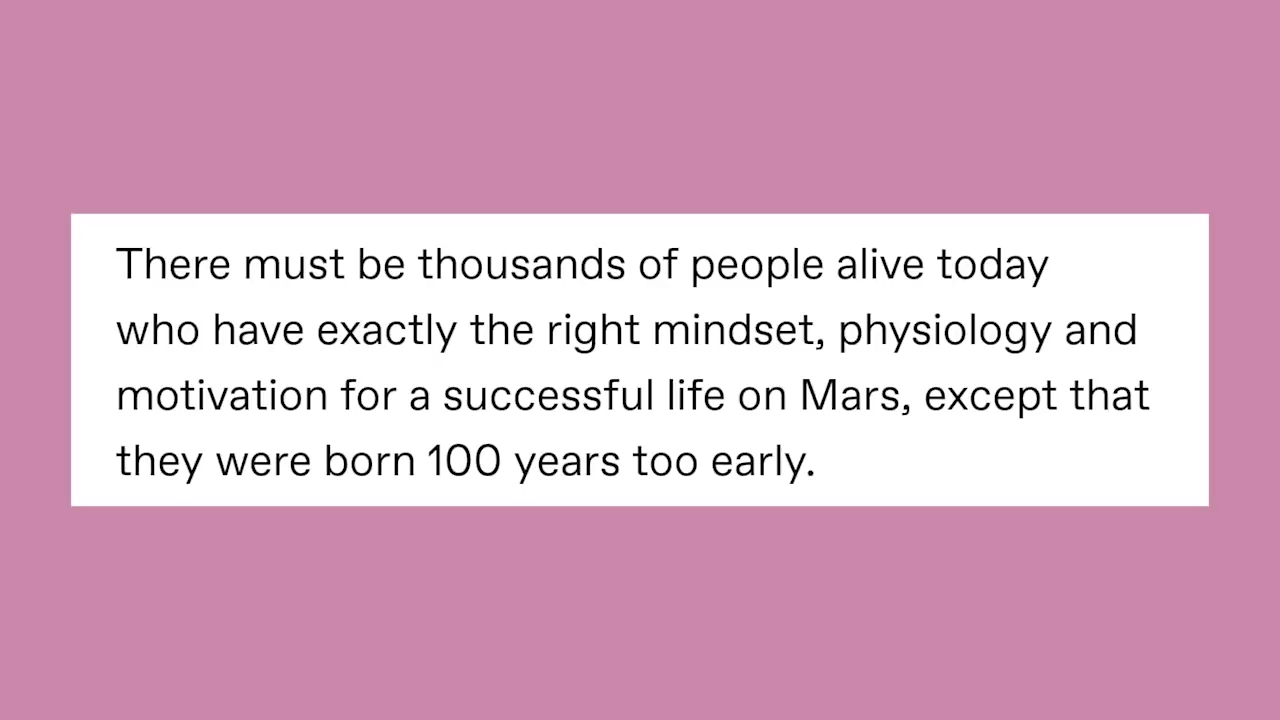 There must be thousands of people alive today
who have exactly the right mindset, physiology and
motivation for a successful life on Mars, except that
they were born 100 years too early.